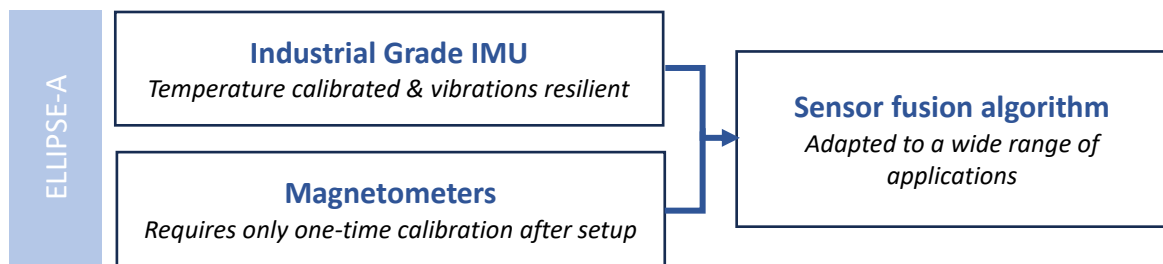 ELLIPSE-A
Industrial Grade IMU
Temperature calibrated & vibrations resilient
Magnetometers
Requires only one-time calibration after setup
Sensor fusion algorithm
Adapted to a wide range of
applications